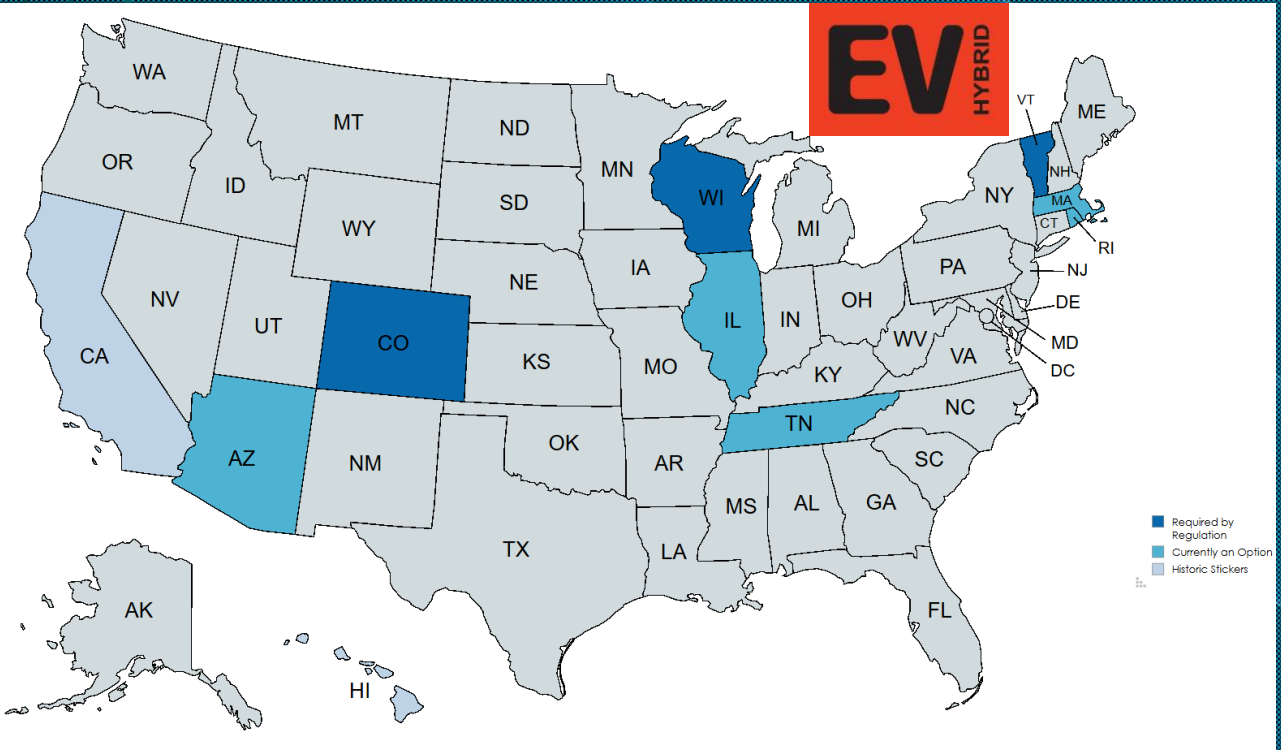 EV
HYBRID
WA
MT
ND
MN
VT
ME
OR
ID
SD
WI
NH
NY
MA
WY
MI
CT
RI
IA
PA
NJ
NE
NV
UT
CO
IL
IN
OH
DE
WV
MD
CA
KS
MO
KY
VA
DC
NC
TN
AZ
NM
OK
AR
SC
MS
AL
GA
TX
LA
Required by
Regulation
Currently an Option
Historic Stickers
AK
FL
HI